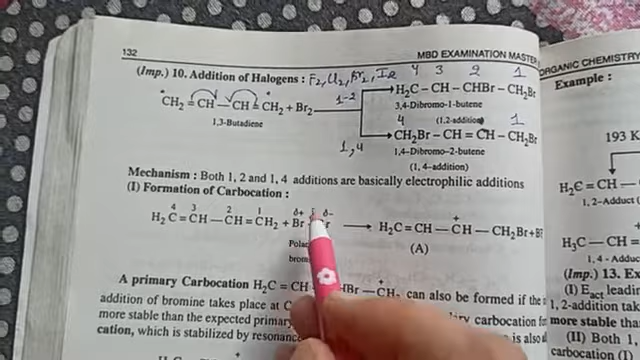 132
MBD EXAMINATION MASTER
(Imp.) 10. Addition of Halogens : F2, Cl2, Br2, I2
4 3 2 1
H2C – CH – CHBr – CH2Br
CH2 = CH — CH = CH2 + Br2
1-2
3,4-Dibromo-1-butene
1,3-Butadiene
4 (1,2-addition) 1
CH2Br – CH = CH – CH2Br
1,4
1,4-Dibromo–2-butene
(1, 4-addition)
Mechanism : Both 1, 2 and 1, 4 additions are basically electrophilic additions
(I) Formation of Carbocation :
4 3 2 1 δ+ δ–
H2C = CH — CH = CH2 + Br Br → H2C = CH — CH — CH2Br + Br
+
(A)
A primary Carbocation H2C = CH HBr — CH2 can also be formed if the
+
addition of bromine takes place at C
more stable than the expected primary carbocation
cation, which is stabilized by resonance is also
ORGANIC CHEMISTRY
Example :
193 K
H2C = CH —
1, 2-Adduct
H3C — CH
1, 4 - Adduc
(Imp.) 13. Ex
(I) Eact leadin
1, 2-addition tak
more stable than
(II) Both 1,
carbocation (I)